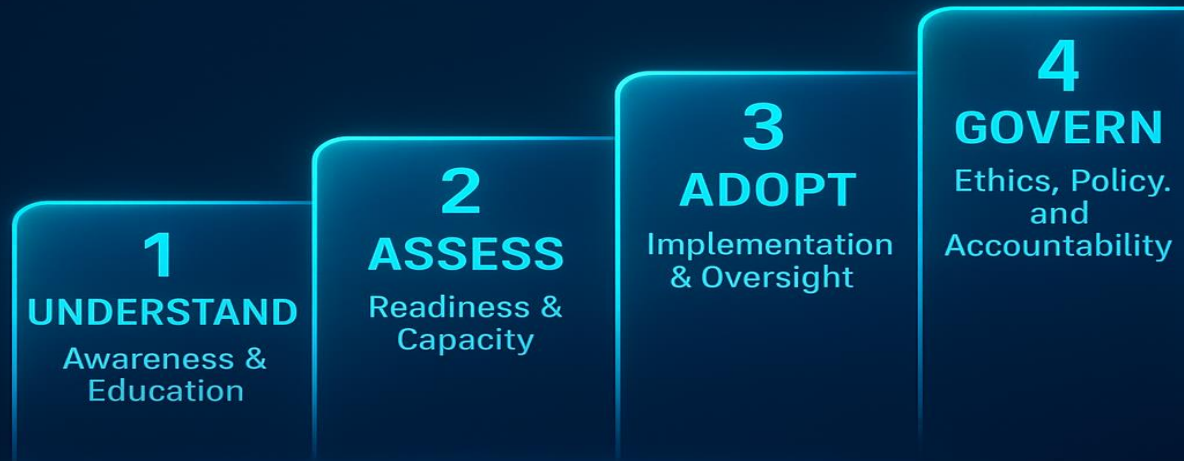 1
UNDERSTAND
Awareness &
Education
2
ASSESS
Readiness &
Capacity
3
ADOPT
Implementation
& Oversight
4
GOVERN
Ethics, Policy.
and
Accountability